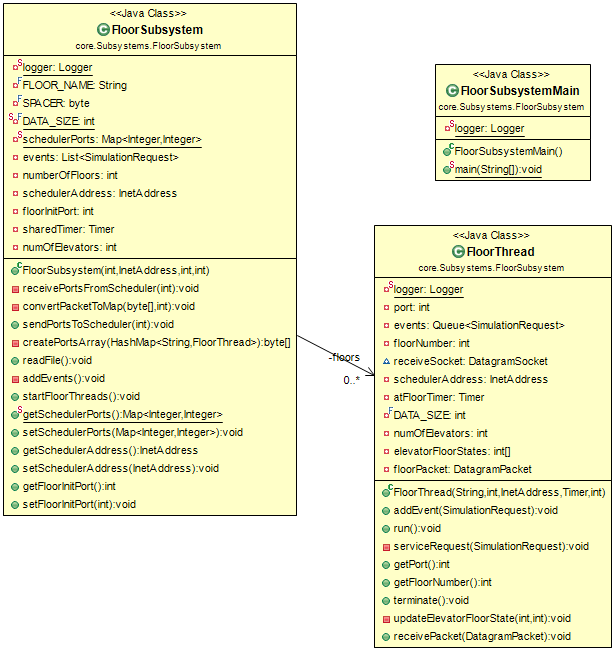 <<Java Class>>
FloorSubsystem
core.Subsystems.FloorSubsystem
logger: Logger
FLOOR_NAME: String
SPACER: byte
DATA_SIZE: int
schedulerPorts: Map<Integer,Integer>
events: List<SimulationRequest>
numberOfFloors: int
schedulerAddress: InetAddress
floorInitPort: int
sharedTimer: Timer
numOfElevators: int
FloorSubsystem(int,InetAddress,int,int)
receivePortsFromScheduler(int):void
convertPacketToMap(byte[],int):void
sendPortsToScheduler(int):void
createPortsArray(HashMap<String,FloorThread>):byte[]
readFile():void
addEvents():void
startFloorThreads():void
getSchedulerPorts():Map<Integer,Integer>
setSchedulerPorts(Map<Integer,Integer>):void
getSchedulerAddress():InetAddress
setSchedulerAddress(InetAddress):void
getFloorInitPort():int
setFloorInitPort(int):void
-floors
0..*
<<Java Class>>
FloorSubsystemMain
core.Subsystems.FloorSubsystem
logger: Logger
FloorSubsystemMain()
main(String[]):void
<<Java Class>>
FloorThread
core.Subsystems.FloorSubsystem
logger: Logger
port: int
events: Queue<SimulationRequest>
floorNumber: int
receiveSocket: DatagramSocket
schedulerAddress: InetAddress
atFloorTimer: Timer
DATA_SIZE: int
numOfElevators: int
elevatorFloorStates: int[]
floorPacket: DatagramPacket
FloorThread(String,int,InetAddress,Timer,int)
addEvent(SimulationRequest):void
run():void
serviceRequest(SimulationRequest):void
getPort():int
getFloorNumber():int
terminate():void
updateElevatorFloorState(int,int):void
receivePacket(DatagramPacket):void